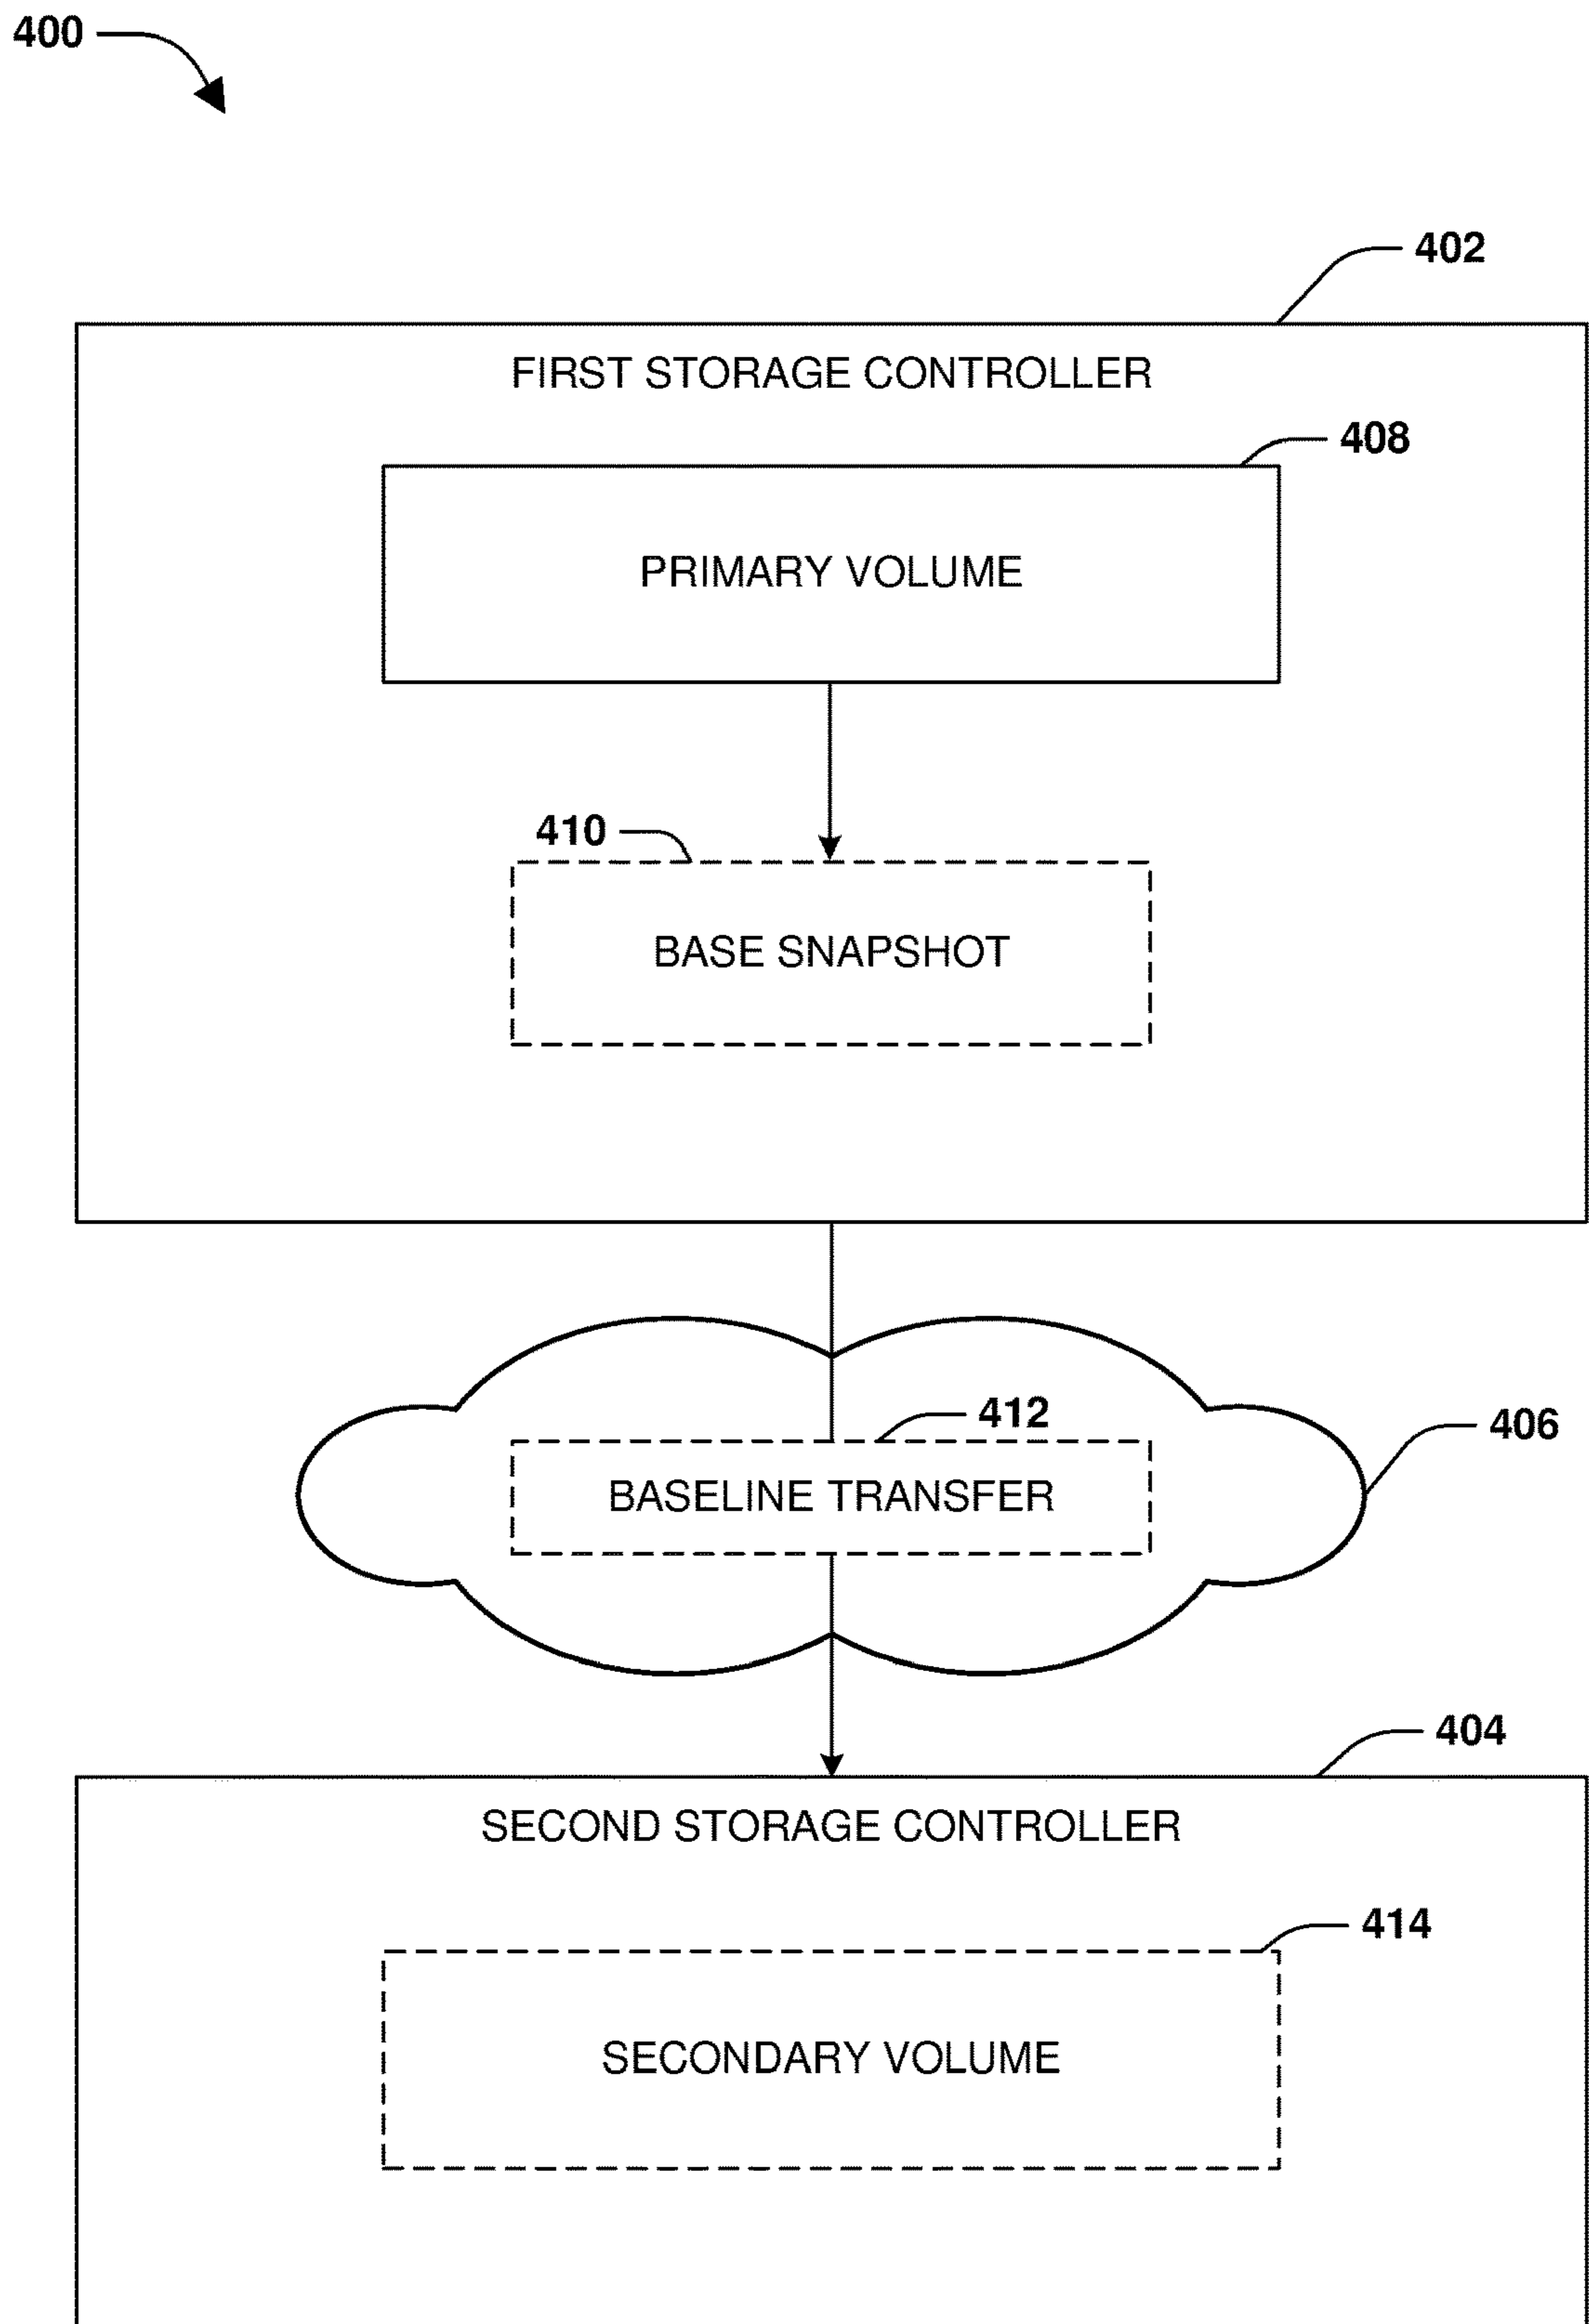 400
402
FIRST STORAGE CONTROLLER
408
PRIMARY VOLUME
410
BASE SNAPSHOT
412
406
BASELINE TRANSFER
404
SECOND STORAGE CONTROLLER
414
SECONDARY VOLUME